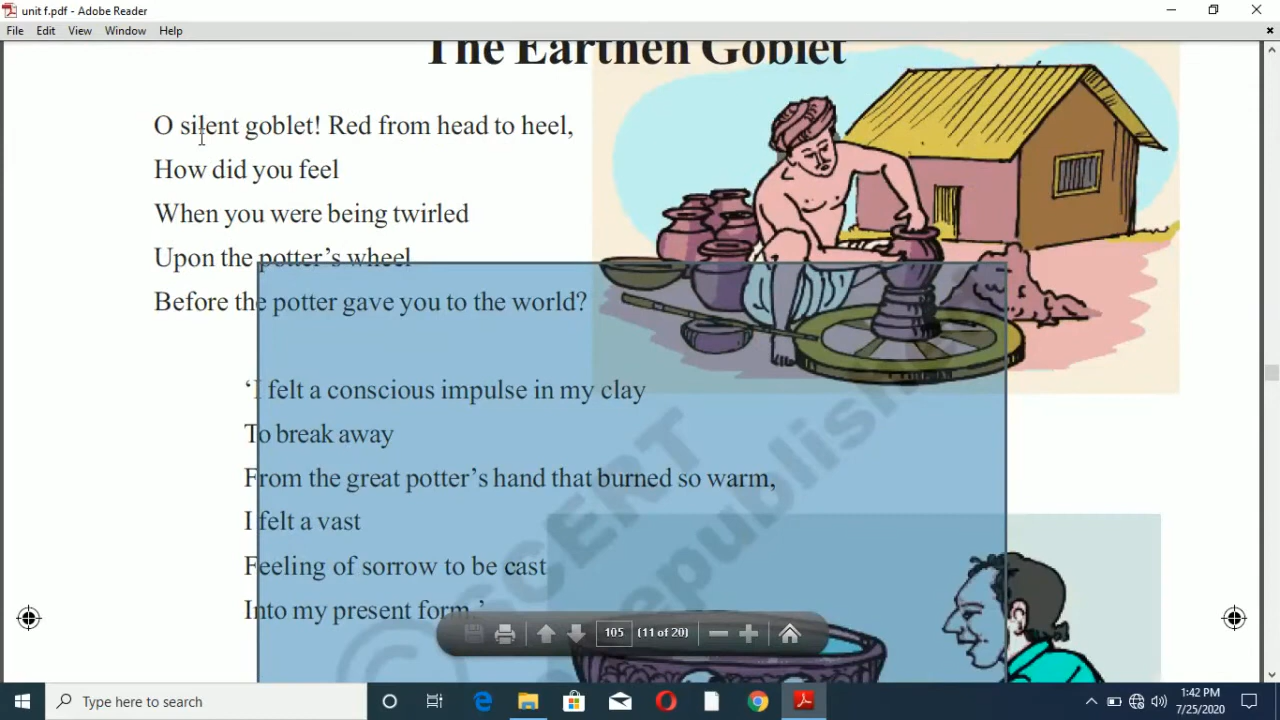 unit f.pdf - Adobe Reader
File Edit View Window Help
The Earthen Goblet
O silent goblet! Red from head to heel,
How did you feel
When you were being twirled
Upon the potter's wheel
Before the potter gave you to the world?
'I felt a conscious impulse in my clay
To break away
From the great potter's hand that burned so warm,
I felt a vast
Feeling of sorrow to be cast
Into my present form.'
SCERT
republish
105 (11 of 20)
Type here to search
1:42 PM
7/25/2020